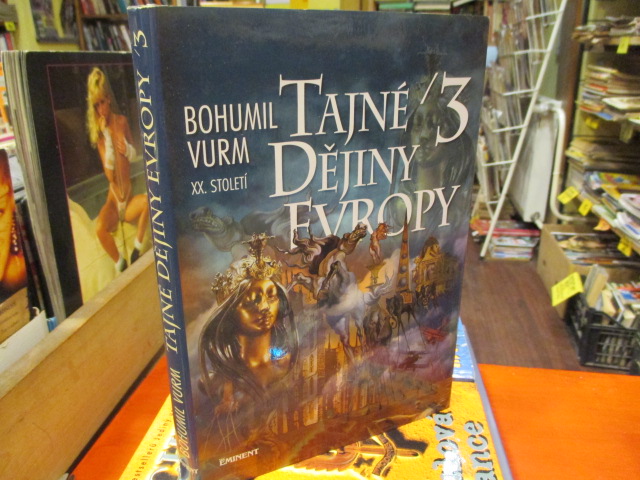 BOHUMIL
VURM
XX. STOLETÍ
TAJNÉ / 3
DĚJINY
EVROPY
EMINENT
BOHUMIL VURM TAJNÉ DĚJINY EVROPY /3